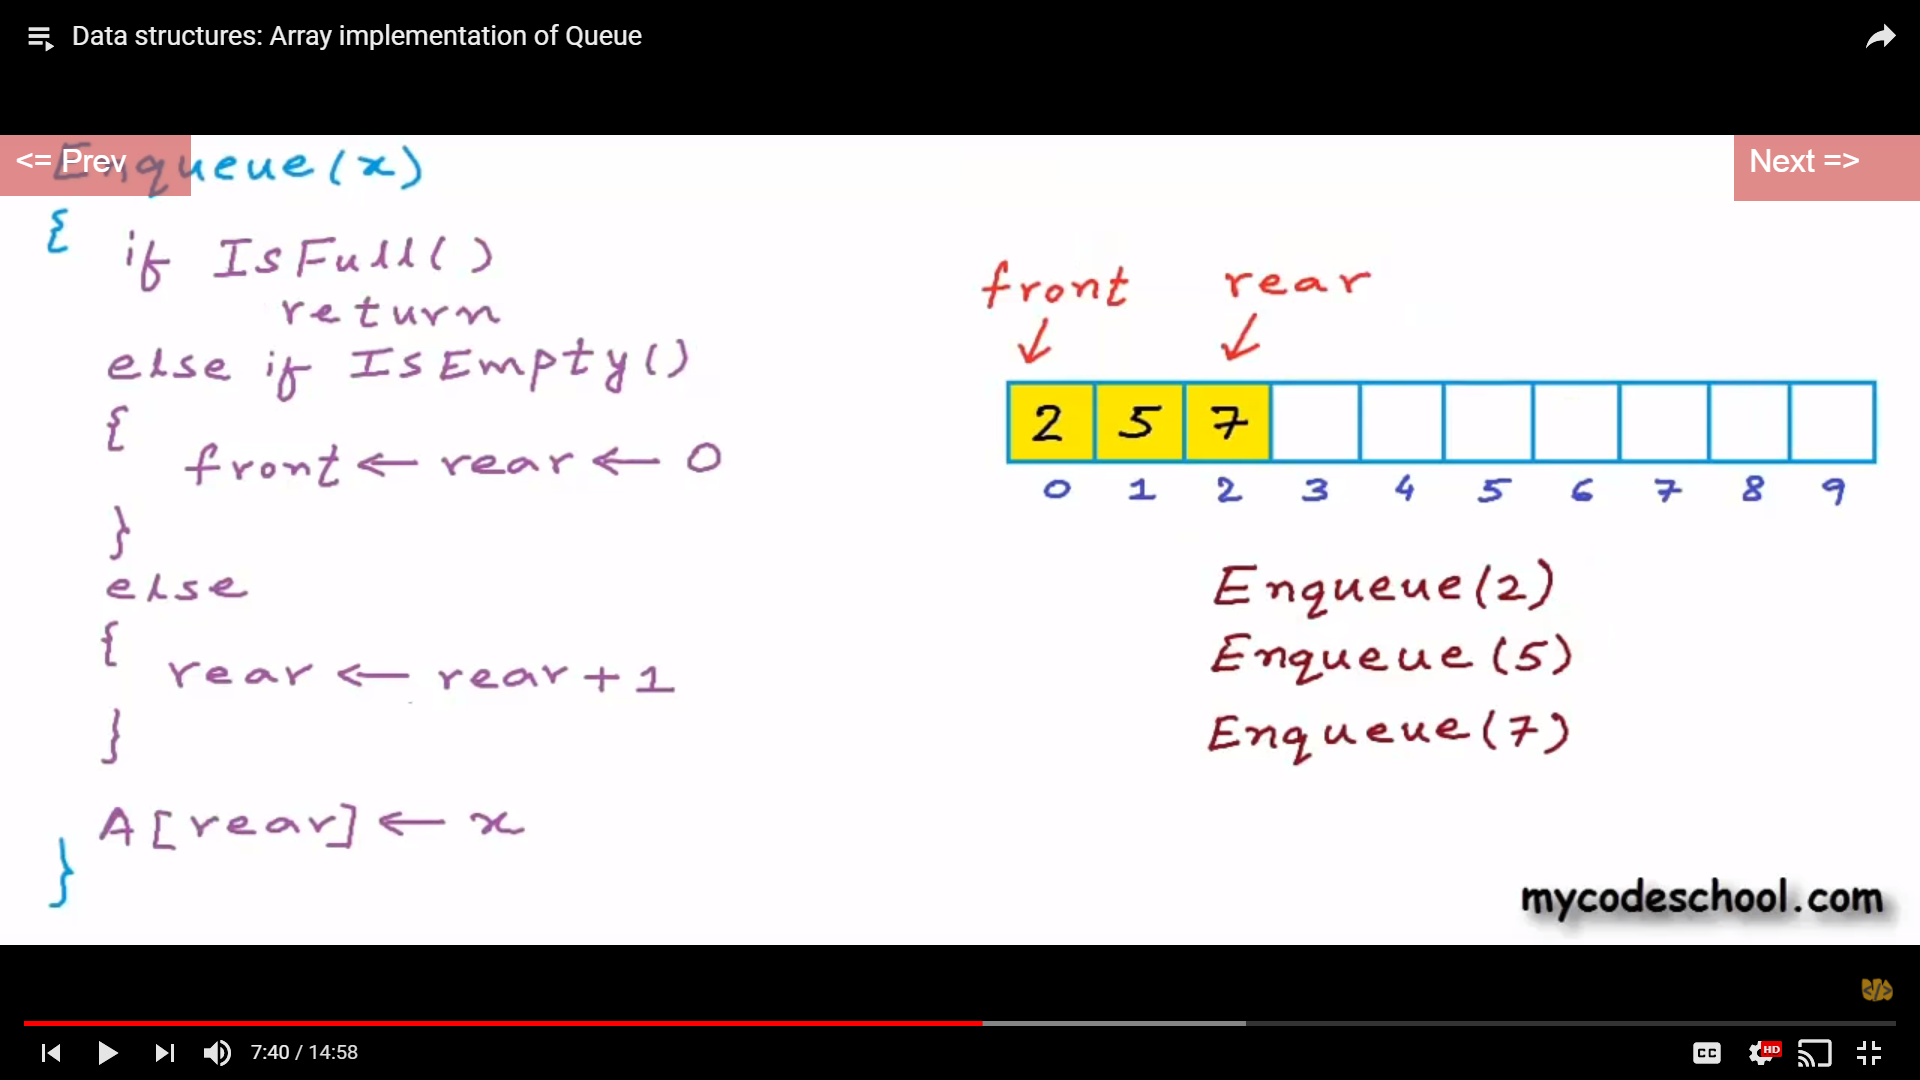 Data structures: Array implementation of Queue
<= Prev
Next =>
Enqueue(x)
{
if IsFull()
return
else if IsEmpty()
{
front ← rear ← 0
}
else
{
rear ← rear + 1
}
A[rear] ← x
}
front rear
2 5 7
0 1 2 3 4 5 6 7 8 9
Enqueue(2)
Enqueue(5)
Enqueue(7)
mycodeschool.com
</>
7:40 / 14:58
CC
HD